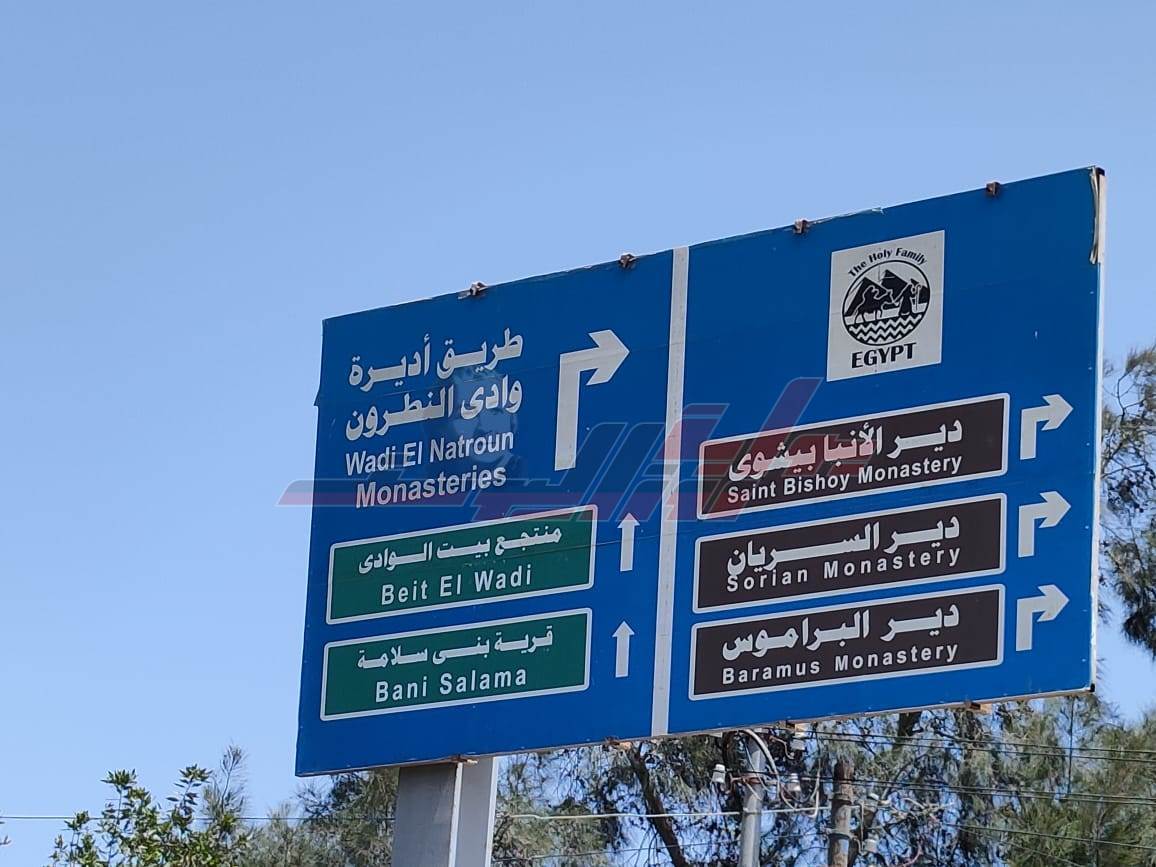 طريق أديرة
وادى النطرون
Wadi El Natroun
Monasteries
منتجع بيت الوادى
Beit El Wadi
قرية بنى سلامة
Bani Salama
The Holy Family
EGYPT
دير الأنبا بيشوى
Saint Bishoy Monastery
دير السريان
Sorian Monastery
دير البراموس
Baramus Monastery